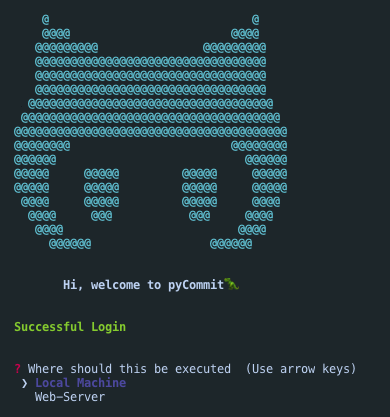 @ @
@@@@ @@@@
@@@@@@@@@ @@@@@@@@@
@@@@@@@@@@@@@@@@@@@@@@@@@@@@@@@@@
@@@@@@@@@@@@@@@@@@@@@@@@@@@@@@@@@
@@@@@@@@@@@@@@@@@@@@@@@@@@@@@@@@@
@@@@@@@@@@@@@@@@@@@@@@@@@@@@@@@@@@@
@@@@@@@@@@@@@@@@@@@@@@@@@@@@@@@@@@@@@
@@@@@@@@@@@@@@@@@@@@@@@@@@@@@@@@@@@@@@@
@@@@@@@@ @@@@@@@@
@@@@@@ @@@@@@
@@@@@ @@@@@ @@@@@ @@@@@
@@@@@ @@@@@ @@@@@ @@@@@
@@@@ @@@@@ @@@@@ @@@@
@@@@ @@@ @@@ @@@@
@@@@ @@@@
@@@@@@ @@@@@@
Hi, welcome to pyCommit
Successful Login
? Where should this be executed (Use arrow keys)
❯ Local Machine
Web-Server